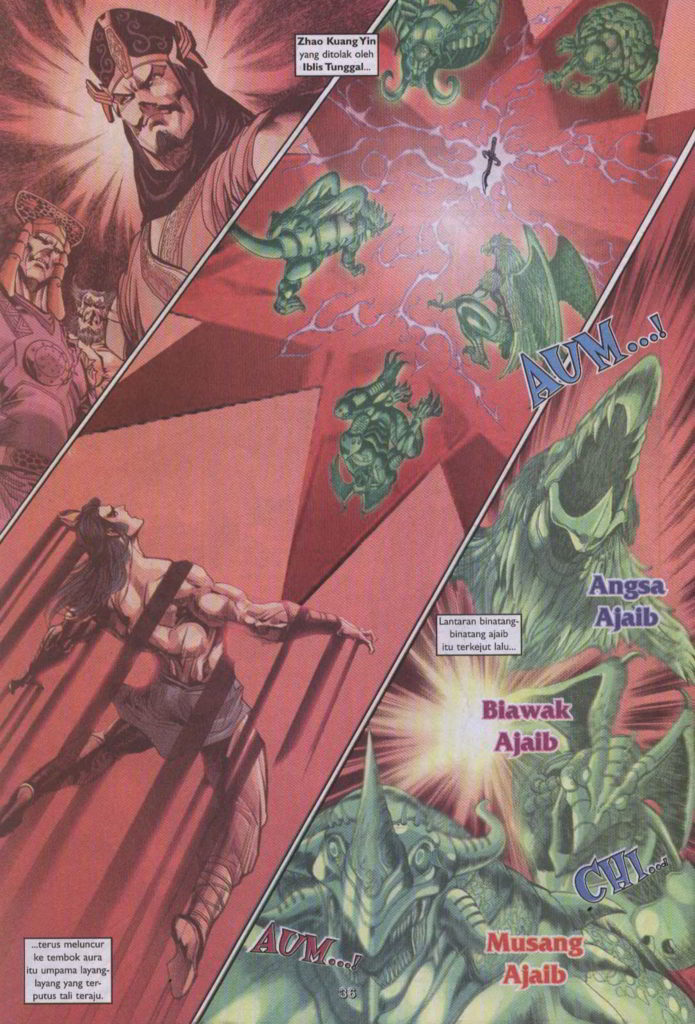 Zhao Kuang Yin
yang ditolak oleh
Iblis Tunggal...
AUM...!
Angsa
Ajaib
Lantaran binatang-
binatang ajaib
itu terkejut lalu...
Biawak
Ajaib
CHI...!
AUM...!
Musang
Ajaib
...terus meluncur
ke tembok aura
itu umpama layang-
layang yang ter-
putus tali teraju.
36